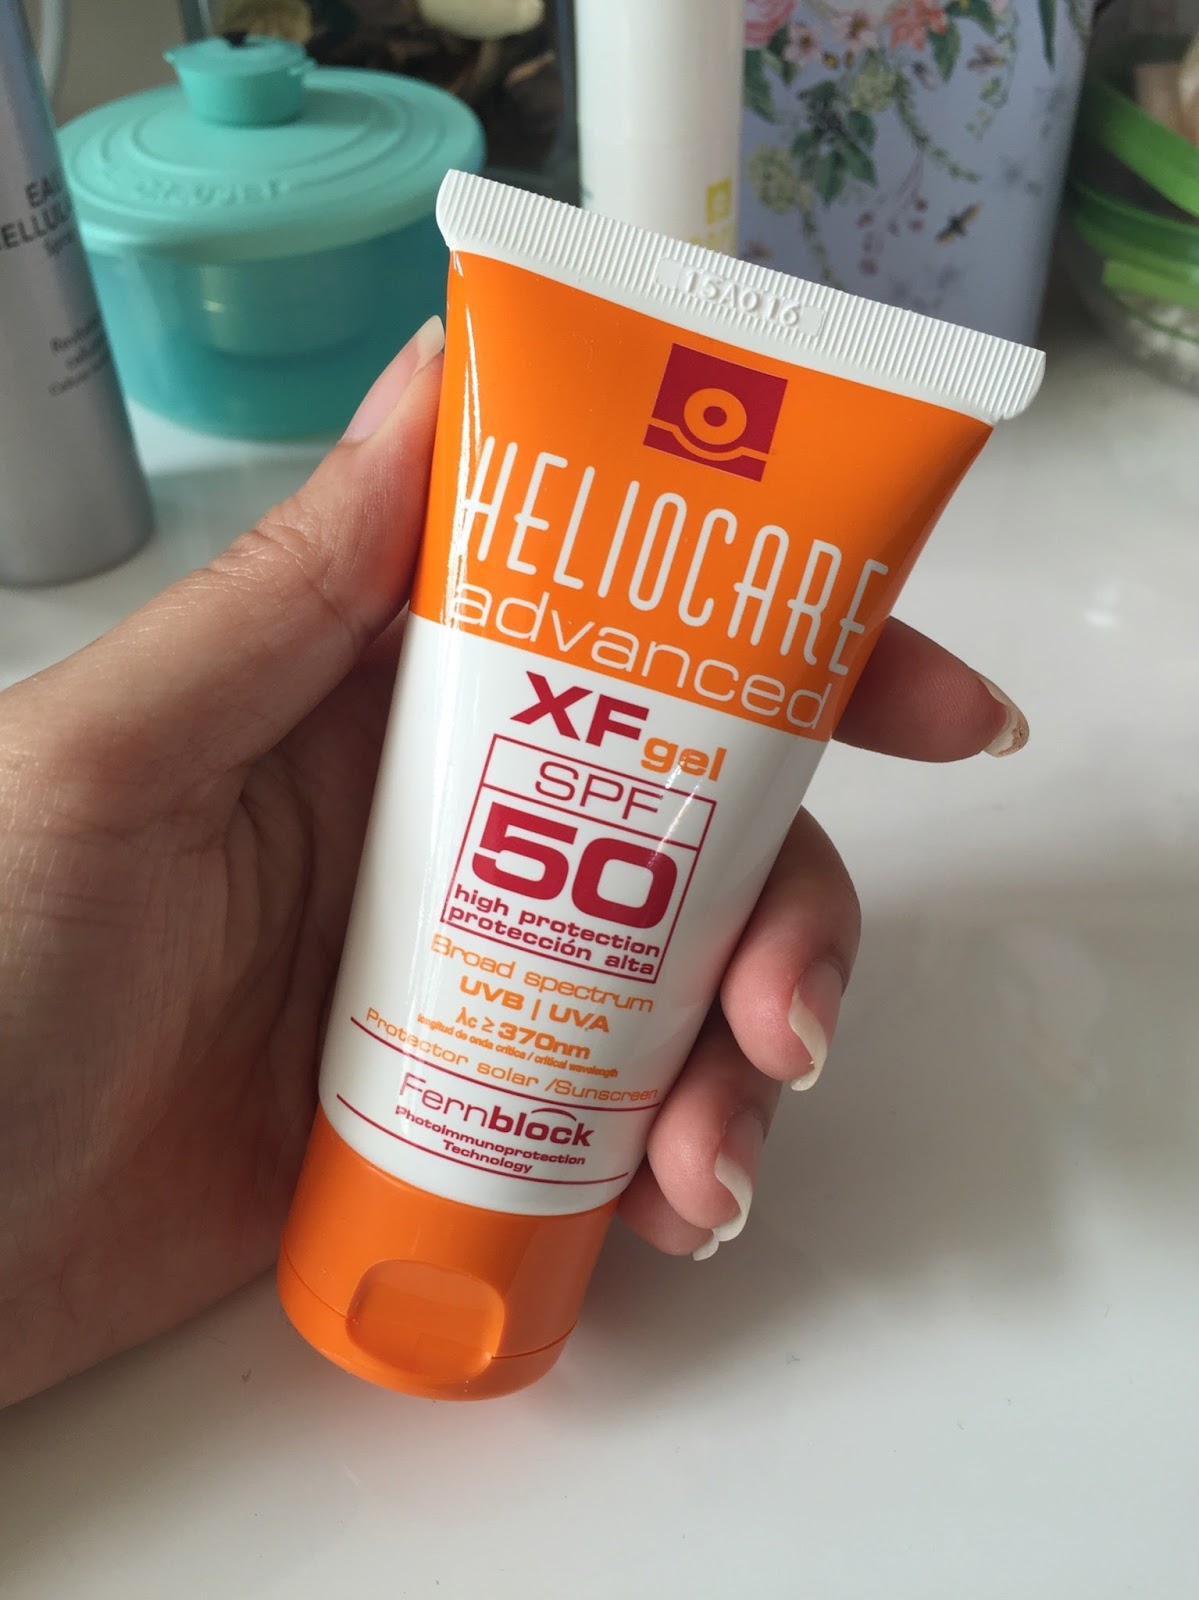 15A016
HELIOCARE
advanced
XF gel
SPF
50
high protection
protección alta
Broad spectrum
UVB | UVA
λc ≥ 370nm
longitud de onda crítica / critical wavelength
Protector solar /Sunscreen
Fernblock
Photoimmunoprotection
Technology
EAU